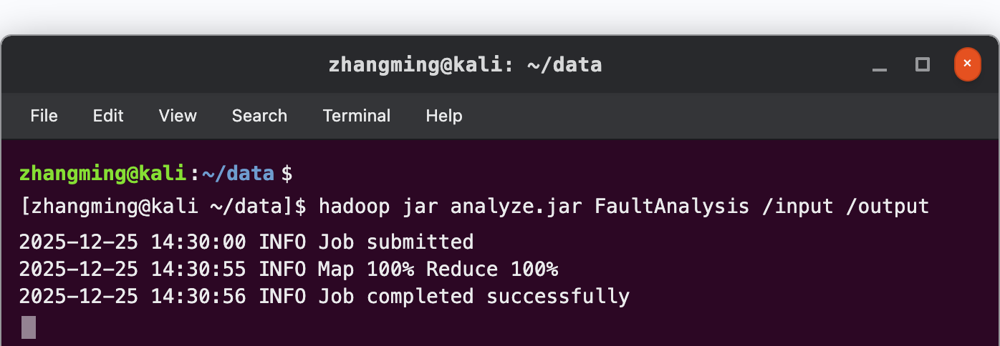 zhangming@kali: ~/data
×
File Edit View Search Terminal Help
zhangming@kali:~/data $
[zhangming@kali ~/data]$ hadoop jar analyze.jar FaultAnalysis /input /output
2025-12-25 14:30:00 INFO Job submitted
2025-12-25 14:30:55 INFO Map 100% Reduce 100%
2025-12-25 14:30:56 INFO Job completed successfully